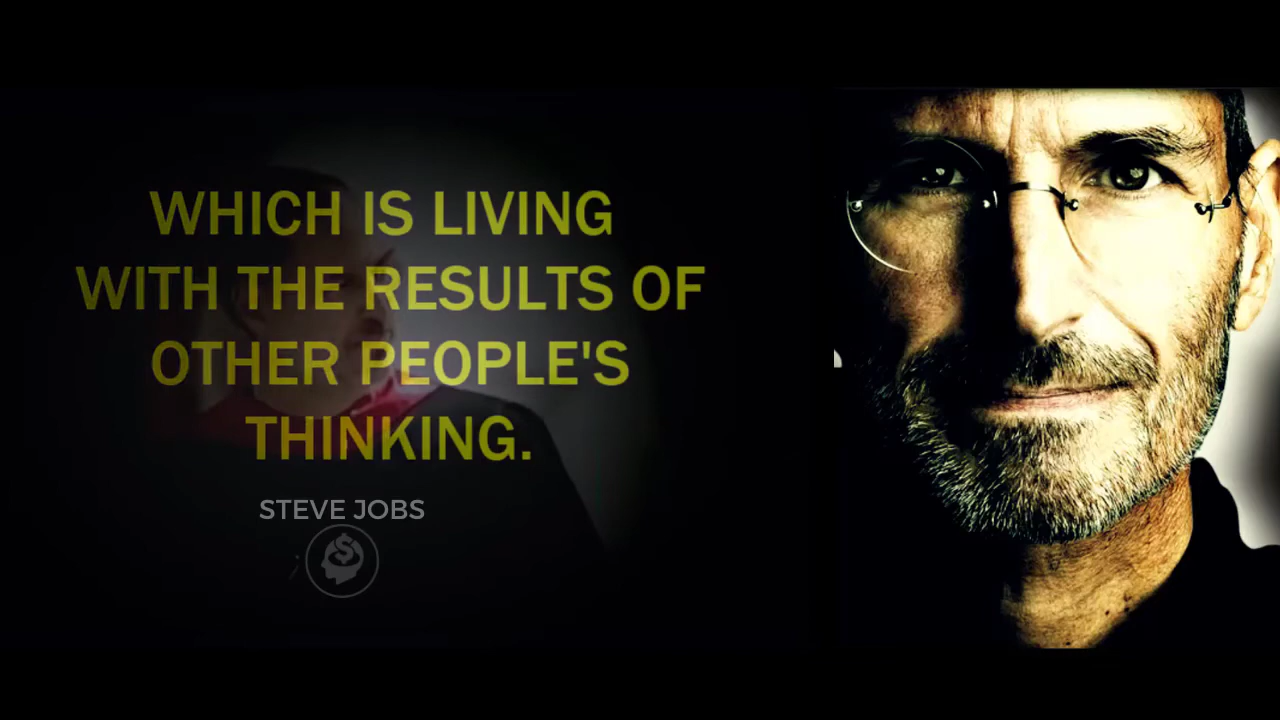 WHICH IS LIVING
WITH THE RESULTS OF
OTHER PEOPLE'S
THINKING.
STEVE JOBS